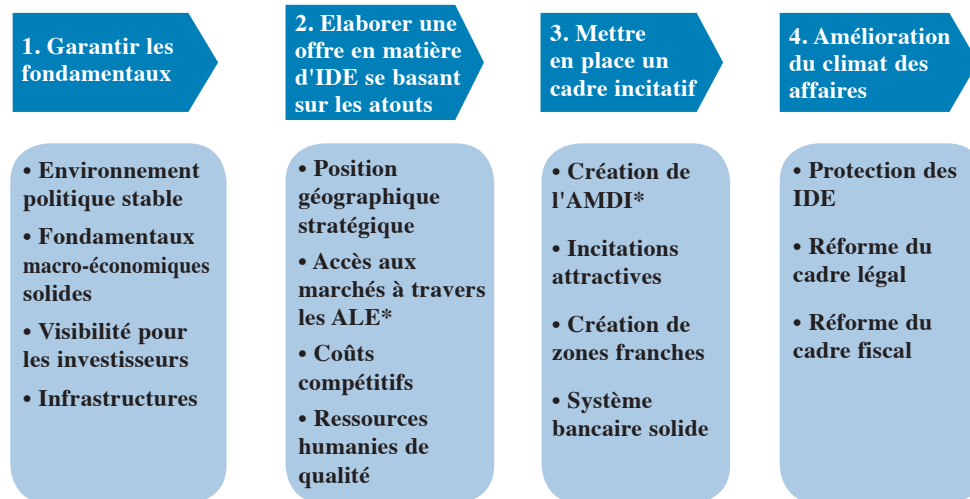 1. Garantir les
fondamentaux
• Environnement
politique stable
• Fondamentaux
macro-économiques
solides
• Visibilité pour
les investisseurs
• Infrastructures
2. Elaborer une
offre en matière
d'IDE se basant
sur les atouts
• Position
géographique
stratégique
• Accès aux
marchés à travers
les ALE*
• Coûts
compétitifs
• Ressources
humanies de
qualité
3. Mettre
en place un
cadre incitatif
• Création de
l'AMDI*
• Incitations
attractives
• Création de
zones franches
• Système
bancaire solide
4. Amélioration
du climat des
affaires
• Protection des
IDE
• Réforme du
cadre légal
• Réforme du
cadre fiscal